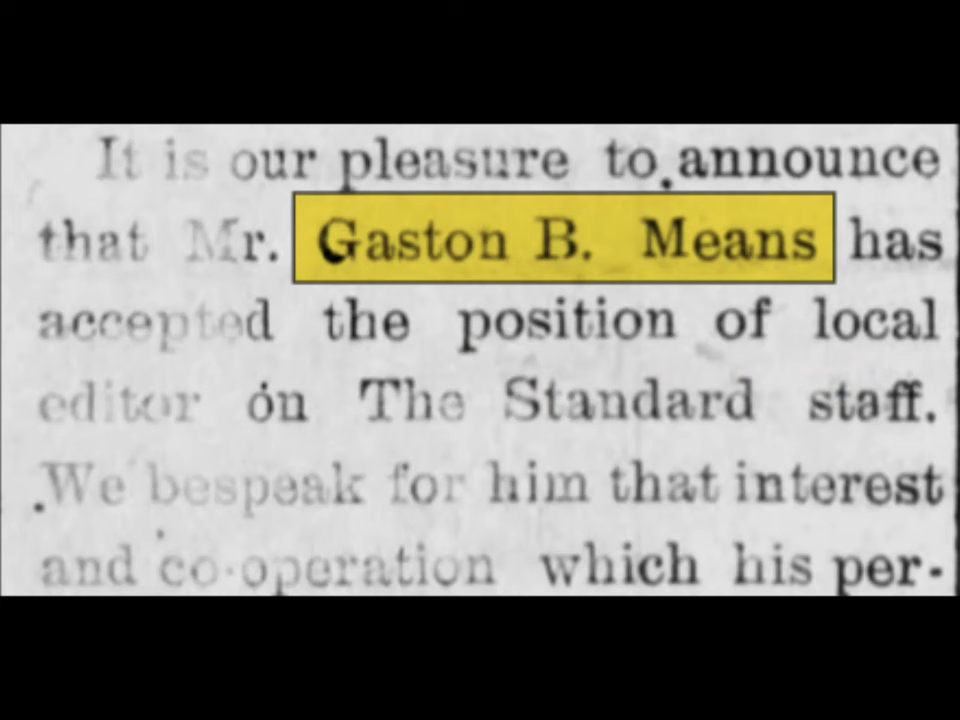 It is our pleasure to announce
that Mr. Gaston B. Means has
accepted the position of local
editor on The Standard staff.
We bespeak for him that interest
and co-operation which his per-